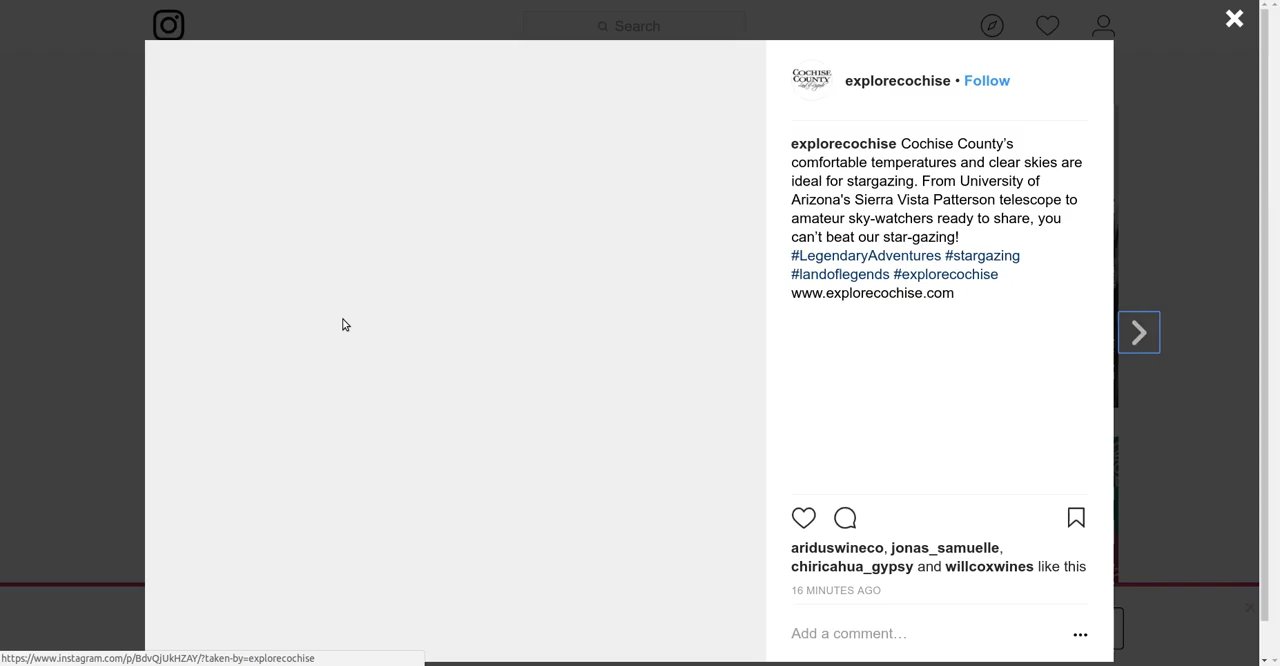 Search
COCHISE
COUNTY
explorecochise • Follow
explorecochise Cochise County’s
comfortable temperatures and clear skies are
ideal for stargazing. From University of
Arizona's Sierra Vista Patterson telescope to
amateur sky-watchers ready to share, you
can’t beat our star-gazing!
#LegendaryAdventures #stargazing
#landoflegends #explorecochise
www.explorecochise.com
ariduswineco, jonas_samuelle,
chiricahua_gypsy and willcoxwines like this
16 MINUTES AGO
Add a comment…
https://www.instagram.com/p/BdvQjUkHZAY/?taken-by=explorecochise